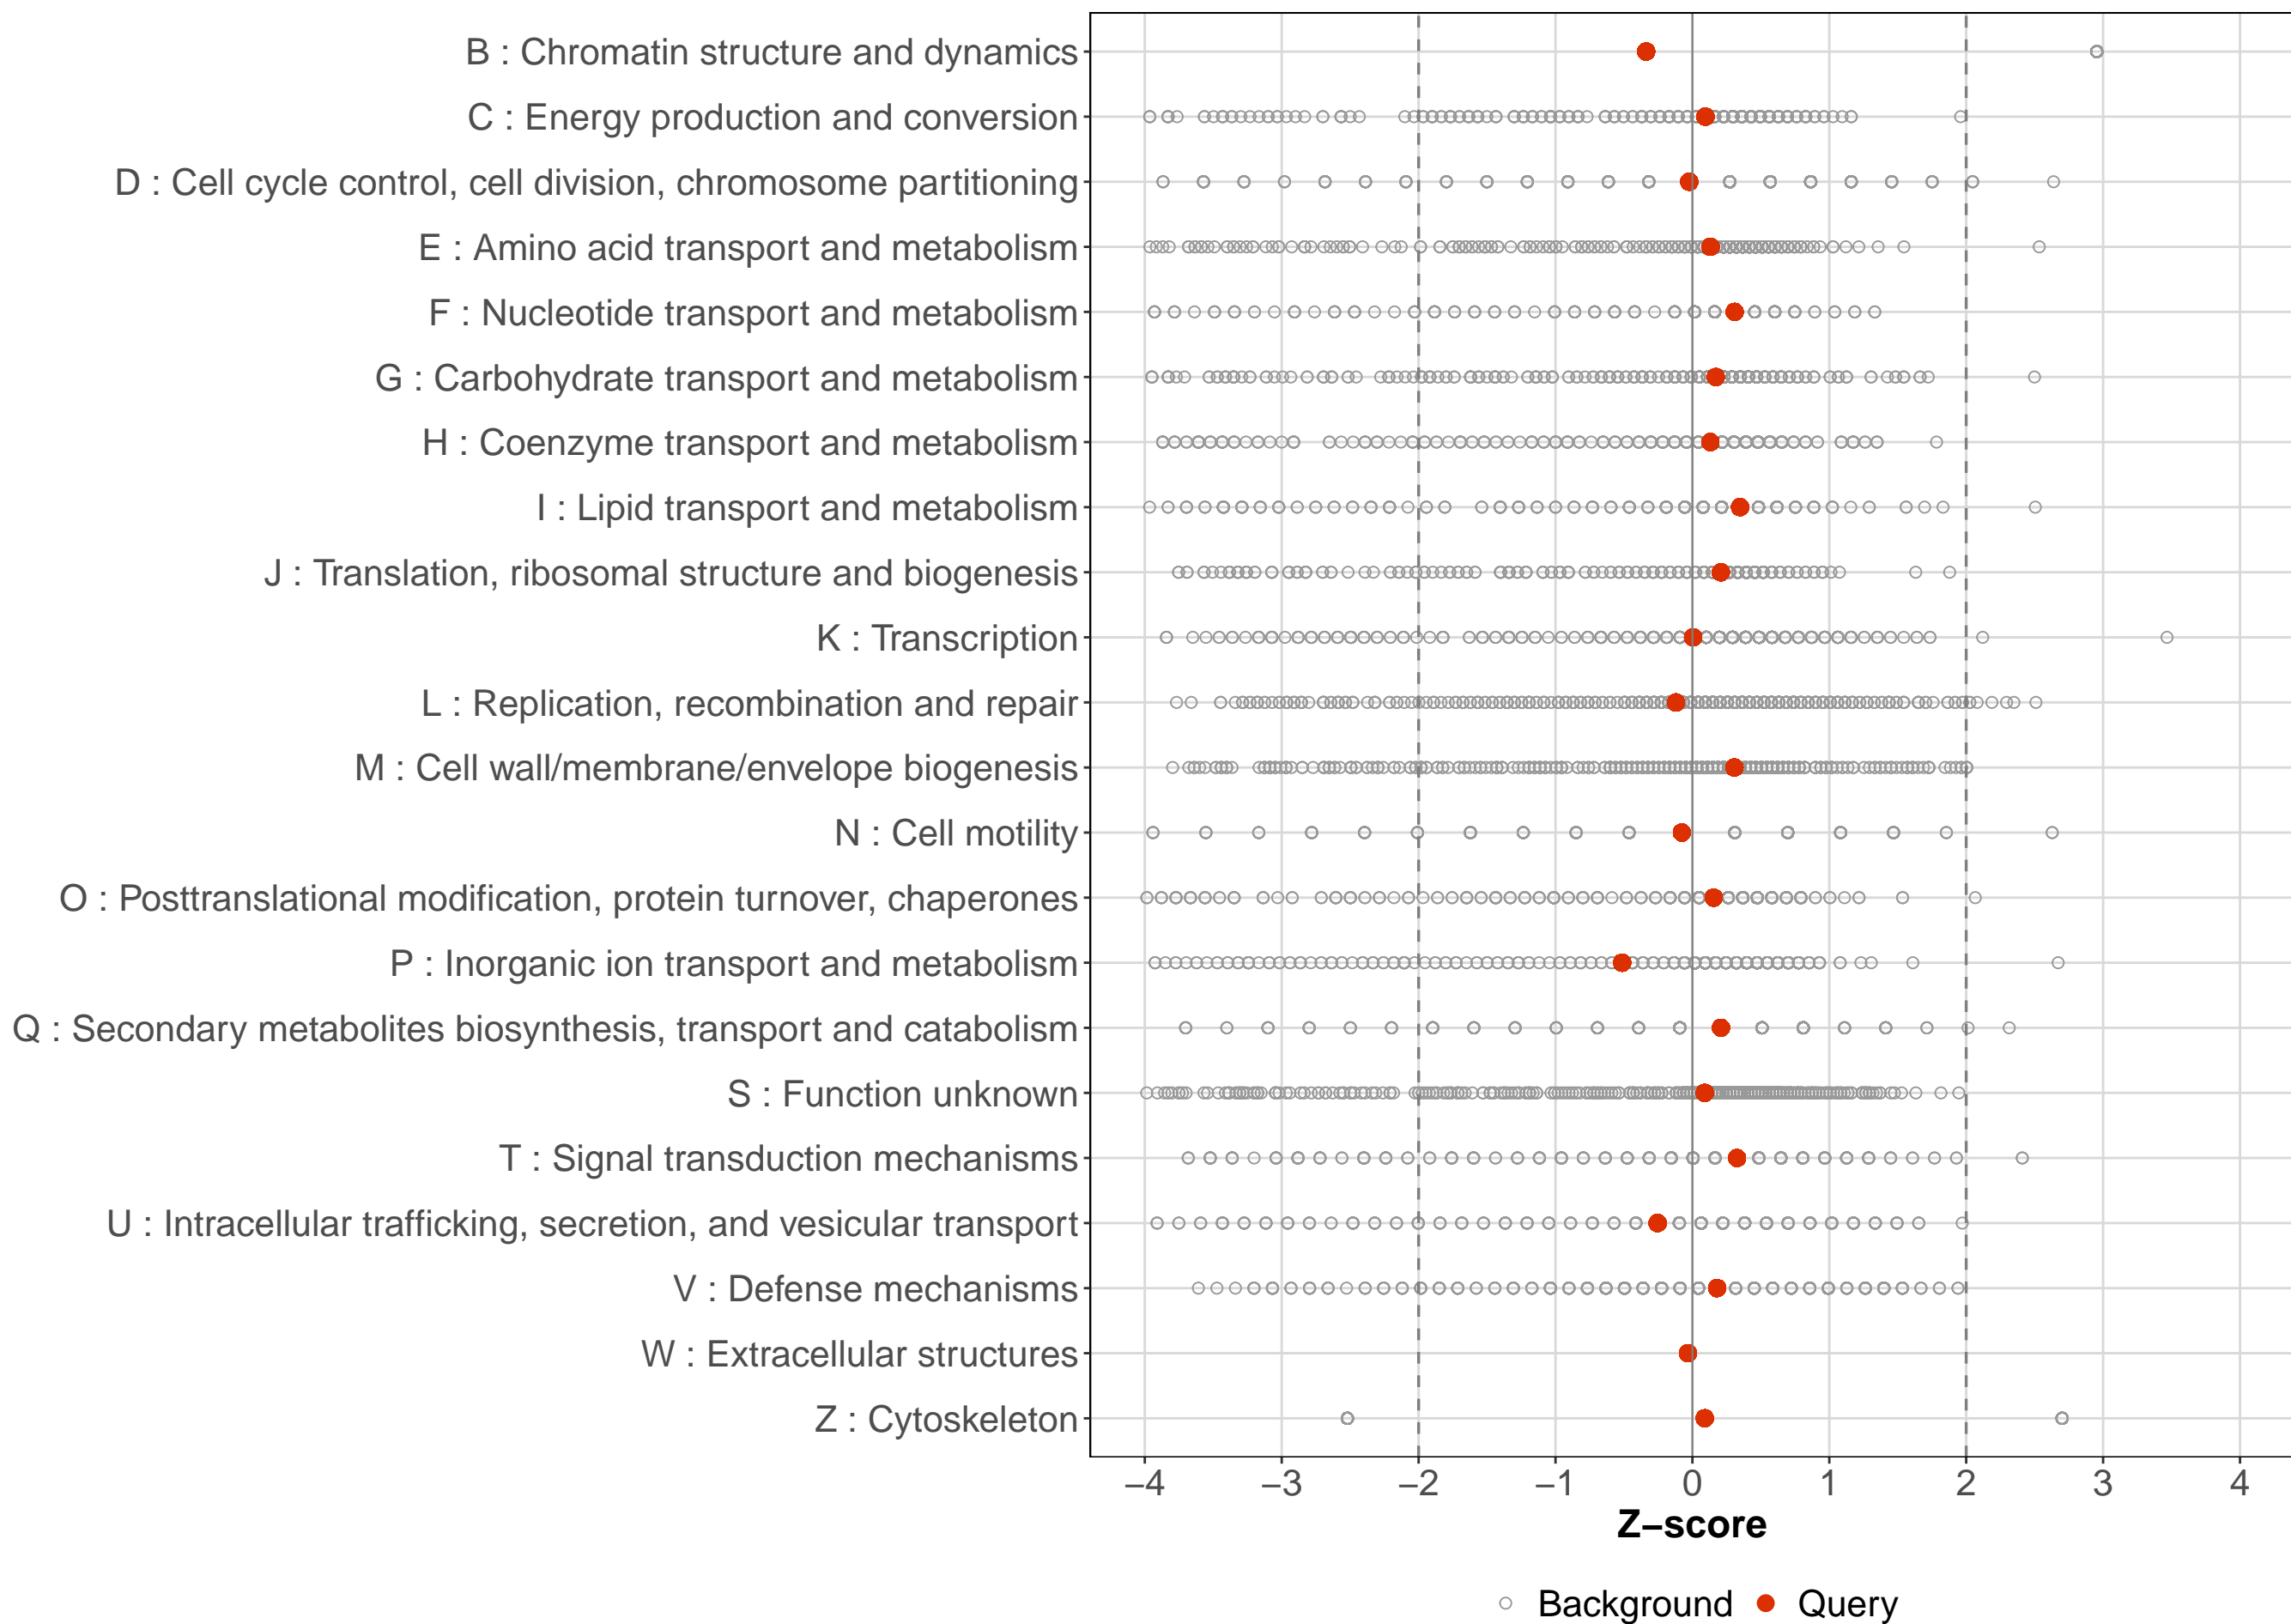 B : Chromatin structure and dynamics
C : Energy production and conversion
D : Cell cycle control, cell division, chromosome partitioning
E : Amino acid transport and metabolism
F : Nucleotide transport and metabolism
G : Carbohydrate transport and metabolism
H : Coenzyme transport and metabolism
I : Lipid transport and metabolism
J : Translation, ribosomal structure and biogenesis
K : Transcription
L : Replication, recombination and repair
M : Cell wall/membrane/envelope biogenesis
N : Cell motility
O : Posttranslational modification, protein turnover, chaperones
P : Inorganic ion transport and metabolism
Q : Secondary metabolites biosynthesis, transport and catabolism
S : Function unknown
T : Signal transduction mechanisms
U : Intracellular trafficking, secretion, and vesicular transport
V : Defense mechanisms
W : Extracellular structures
Z : Cytoskeleton
−4 −3 −2 −1 0 1 2 3 4
Z−score
Background Query